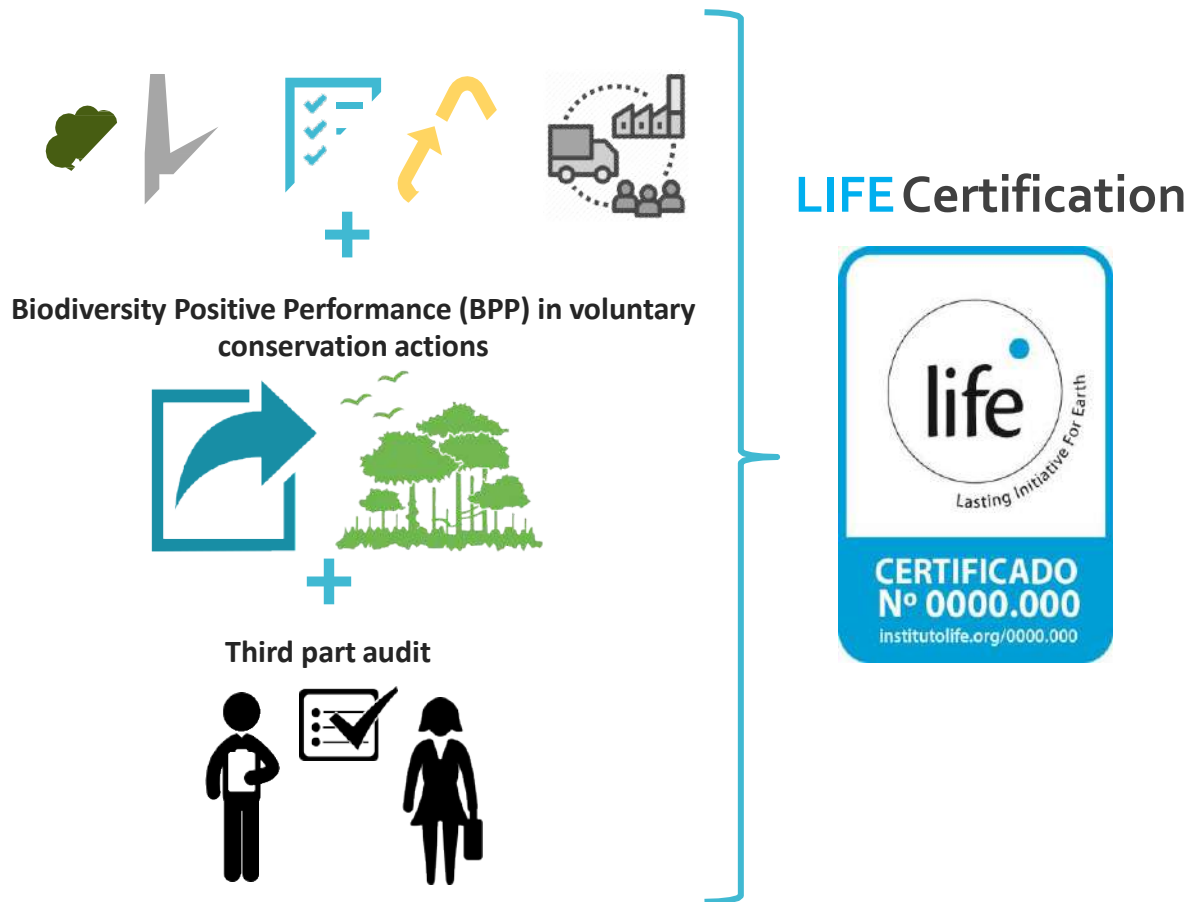 LIFE Certification
Biodiversity Positive Performance (BPP) in voluntary
conservation actions
Third part audit
life
Lasting Initiative For Earth
CERTIFICADO
Nº 0000.000
institutolife.org/0000.000